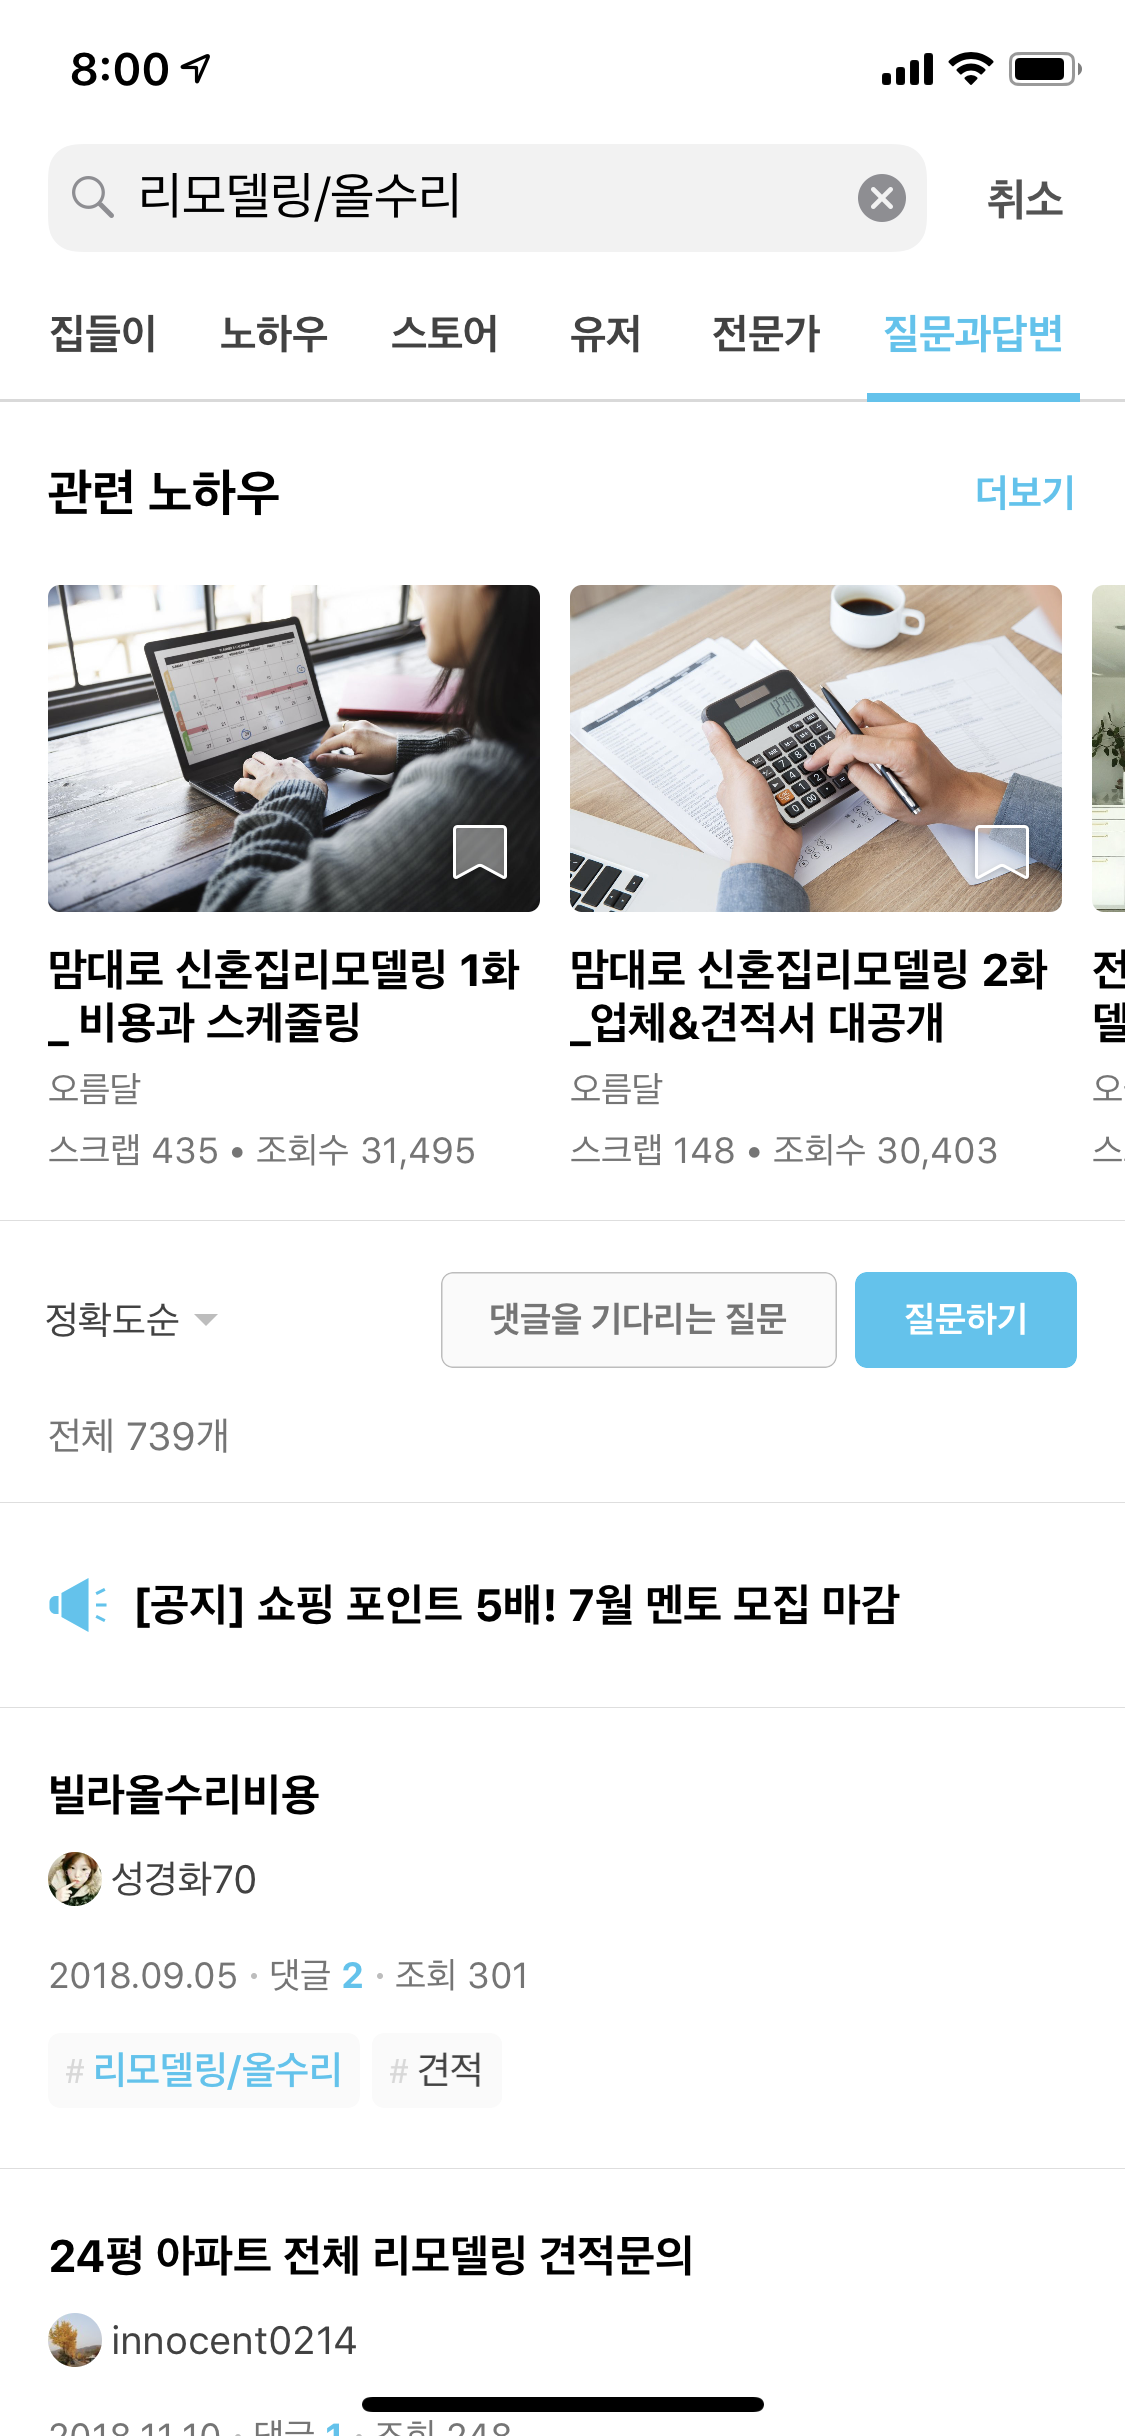 8:00
리모델링/올수리
취소
집들이 노하우 스토어 유저 전문가 질문과답변
관련 노하우 더보기
맘대로 신혼집리모델링 1화
_ 비용과 스케줄링
오름달
스크랩 435 • 조회수 31,495
맘대로 신혼집리모델링 2화
_업체&견적서 대공개
오름달
스크랩 148 • 조회수 30,403
정확도순 댓글을 기다리는 질문 질문하기
전체 739개
[공지] 쇼핑 포인트 5배! 7월 멘토 모집 마감
빌라올수리비용
성경화70
2018.09.05 · 댓글 2 · 조회 301
# 리모델링/올수리 # 견적
24평 아파트 전체 리모델링 견적문의
innocent0214
2018.11.10 · 댓글 1 · 조회 248